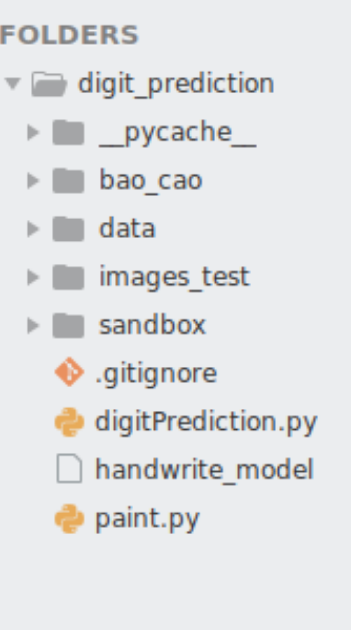 FOLDERS
digit_prediction
__pycache__
bao_cao
data
images_test
sandbox
.gitignore
digitPrediction.py
handwrite_model
paint.py